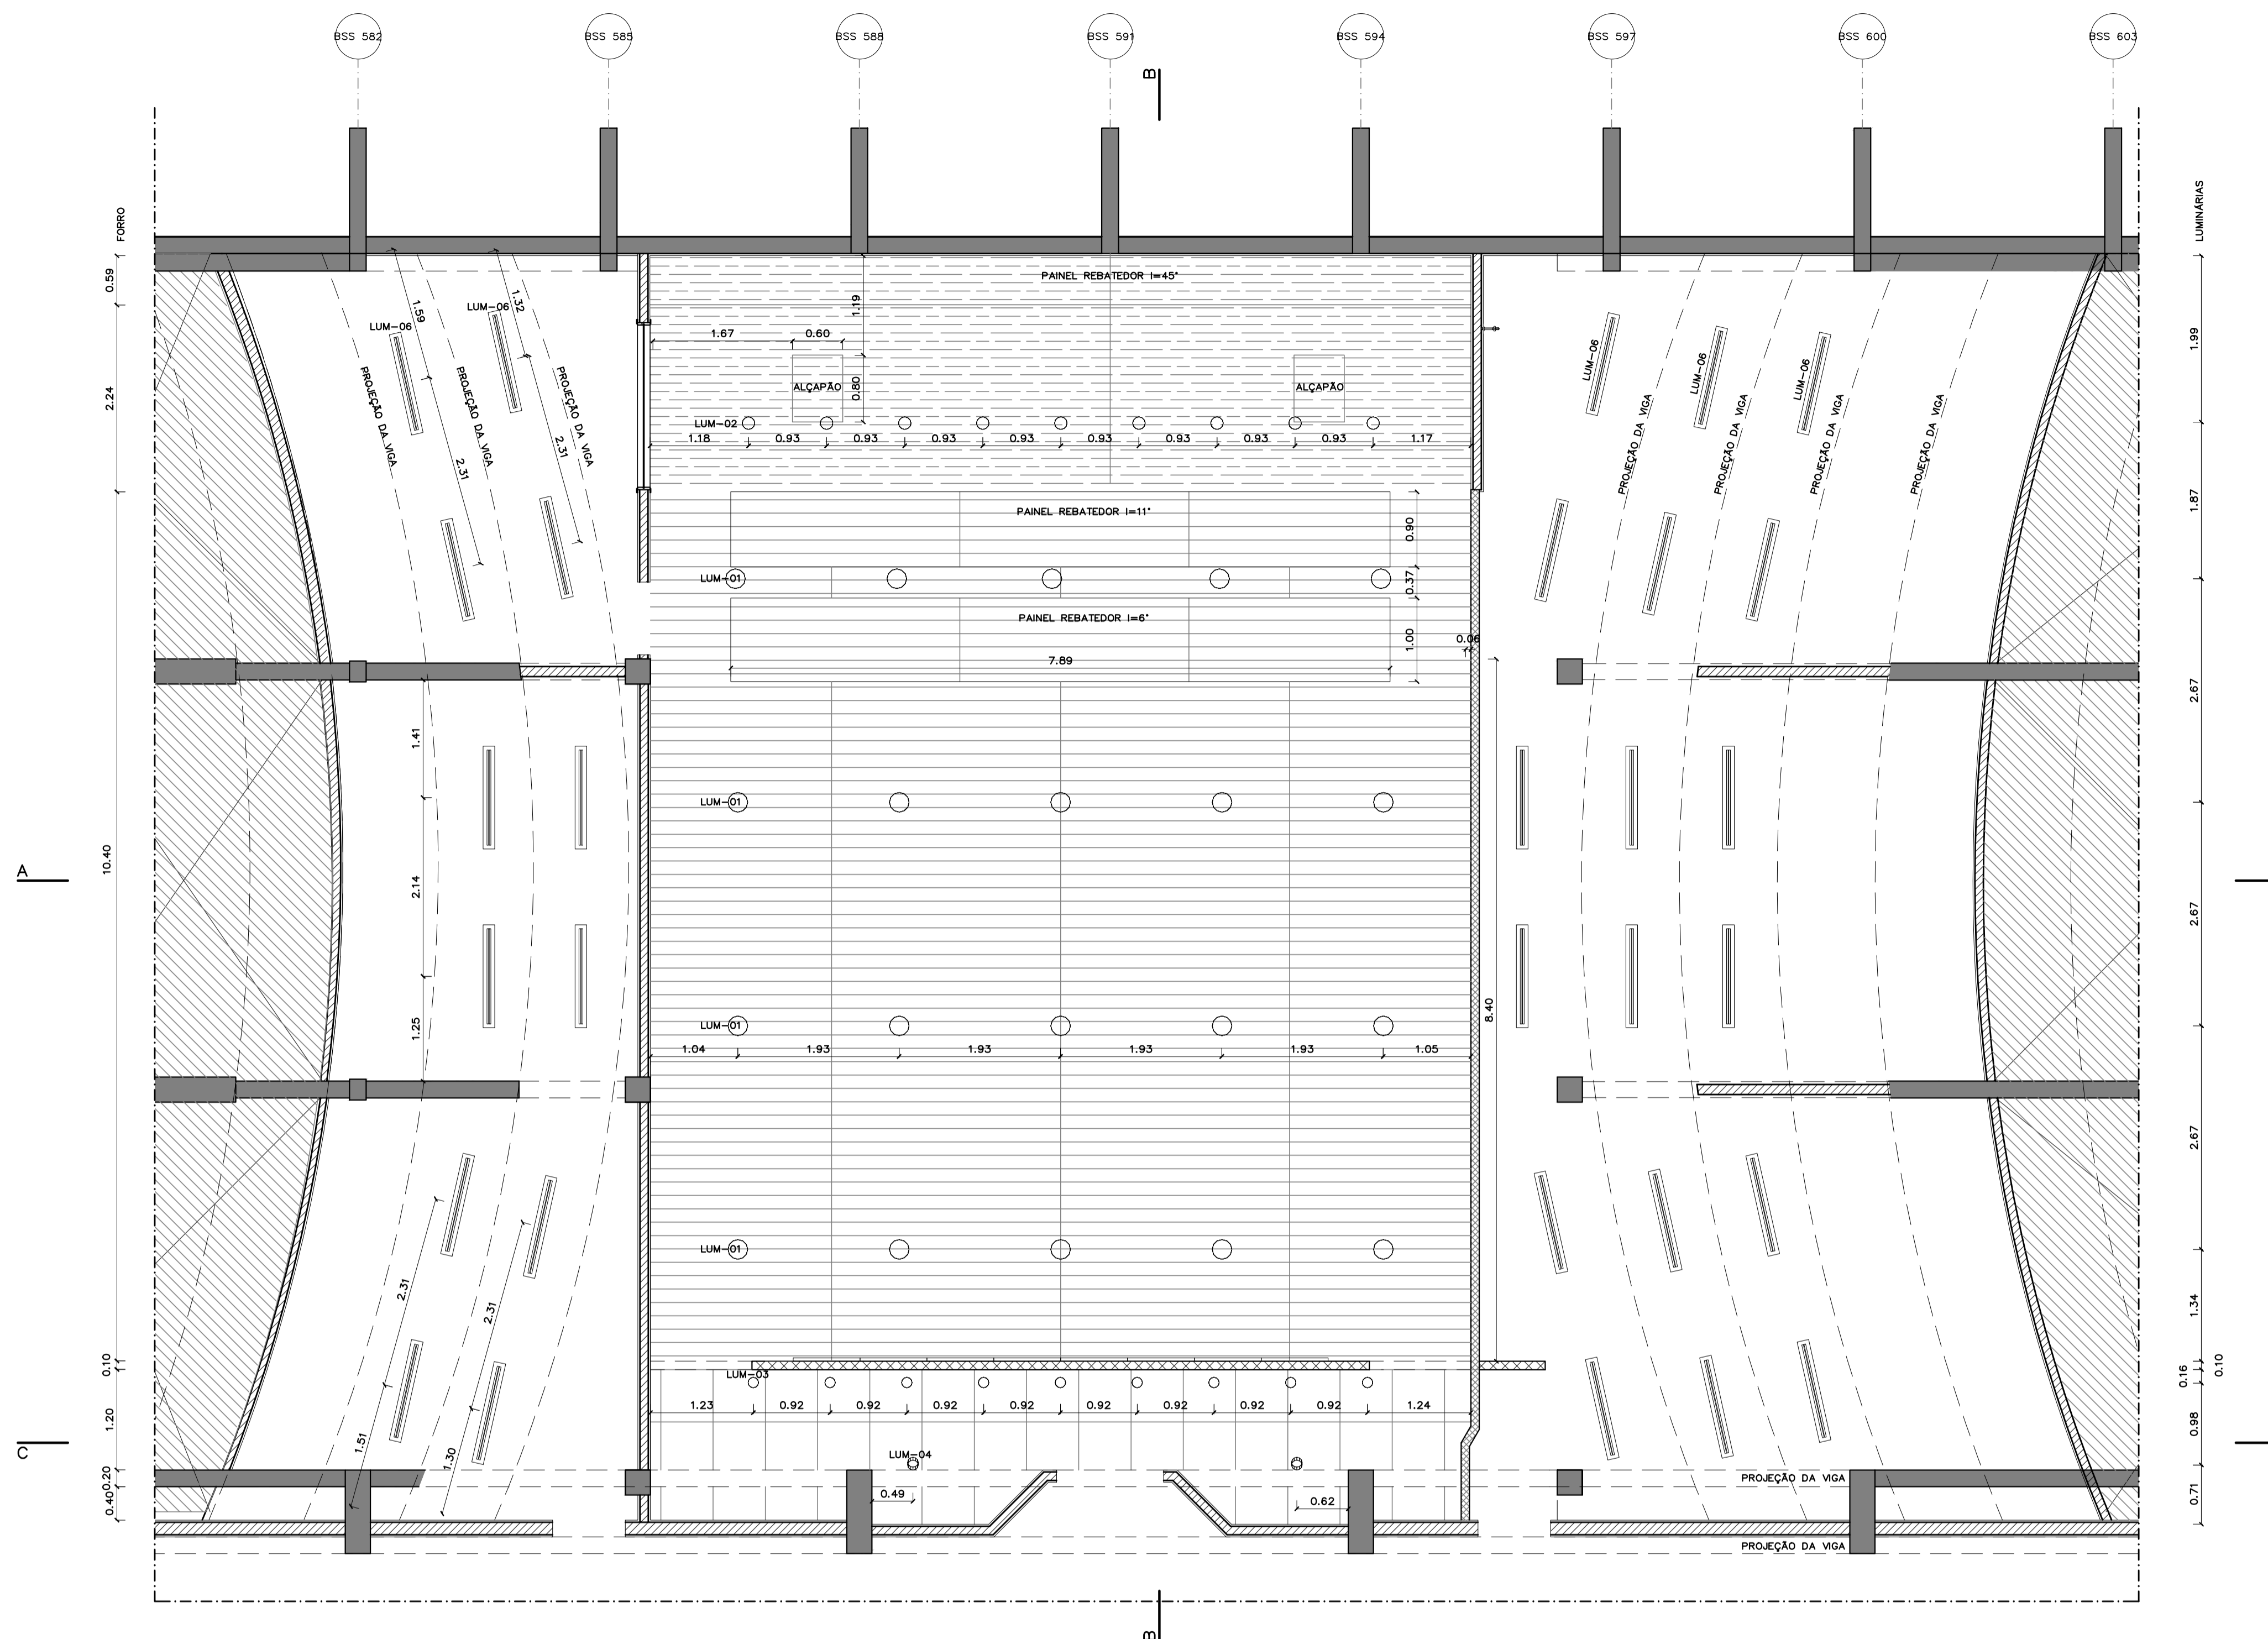 BSS 582
BSS 585
BSS 588
BSS 591
BSS 594
BSS 597
BSS 600
BSS 603
B
FORRO
LUMINÁRIAS
0.59
2.24
10.40
0.10
1.20
0.20
0.40
A
C
LUM-06
LUM-06
1.59
1.32
2.31
2.31
PROJEÇÃO DA VIGA
PROJEÇÃO DA VIGA
PROJEÇÃO DA VIGA
1.41
2.14
1.25
2.31
2.31
1.51
1.30
PAINEL REBATEDOR I=45°
1.19
1.67
0.60
ALÇAPÃO
0.80
ALÇAPÃO
LUM-02
1.18
0.93
0.93
0.93
0.93
0.93
0.93
0.93
0.93
1.17
PAINEL REBATEDOR I=11°
0.90
LUM-01
0.37
PAINEL REBATEDOR I=6°
1.00
0.06
7.89
LUM-01
8.40
LUM-01
1.04
1.93
1.93
1.93
1.93
1.05
LUM-01
LUM-03
1.23
0.92
0.92
0.92
0.92
0.92
0.92
0.92
0.92
1.24
LUM-04
0.49
0.62
LUM-06
LUM-06
LUM-06
PROJEÇÃO DA VIGA
PROJEÇÃO DA VIGA
PROJEÇÃO DA VIGA
PROJEÇÃO DA VIGA
PROJEÇÃO DA VIGA
PROJEÇÃO DA VIGA
1.99
1.87
2.67
2.67
2.67
1.34
0.10
0.16
0.98
0.71
B